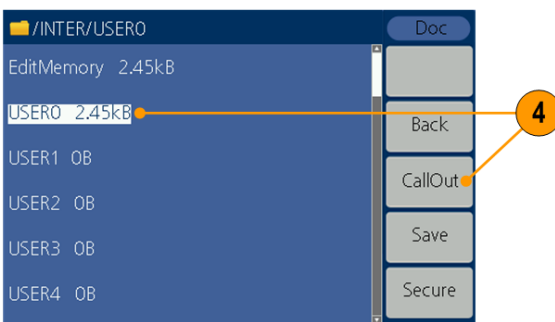 /INTER/USER0
Doc
EditMemory 2.45kB
USER0 2.45kB
USER1 0B
USER2 0B
USER3 0B
USER4 0B
Back
CallOut
Save
Secure
4